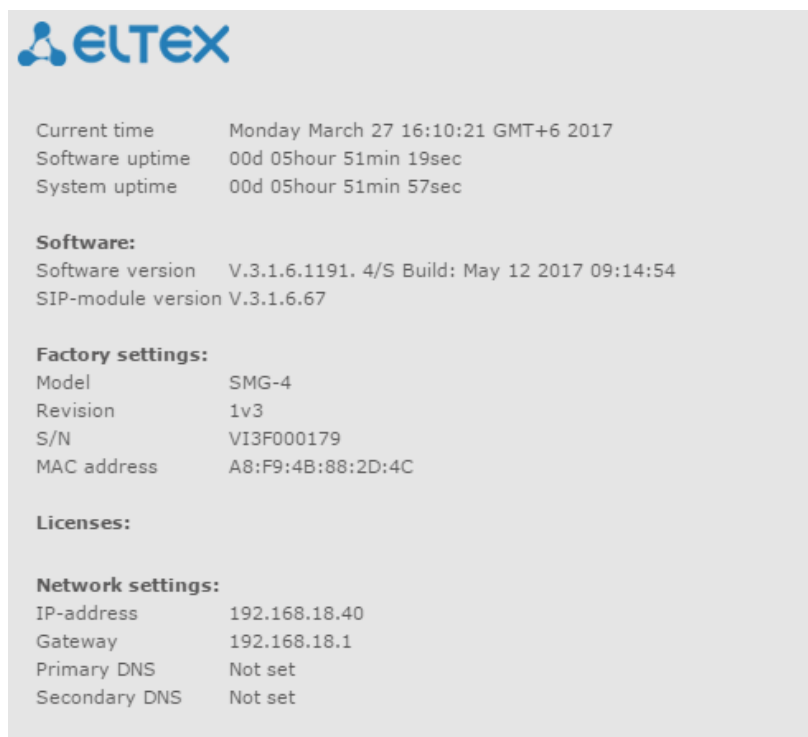 ELTEX
Current time Monday March 27 16:10:21 GMT+6 2017
Software uptime 00d 05hour 51min 19sec
System uptime 00d 05hour 51min 57sec
Software:
Software version V.3.1.6.1191. 4/S Build: May 12 2017 09:14:54
SIP-module version V.3.1.6.67
Factory settings:
Model SMG-4
Revision 1v3
S/N VI3F000179
MAC address A8:F9:4B:88:2D:4C
Licenses:
Network settings:
IP-address 192.168.18.40
Gateway 192.168.18.1
Primary DNS Not set
Secondary DNS Not set